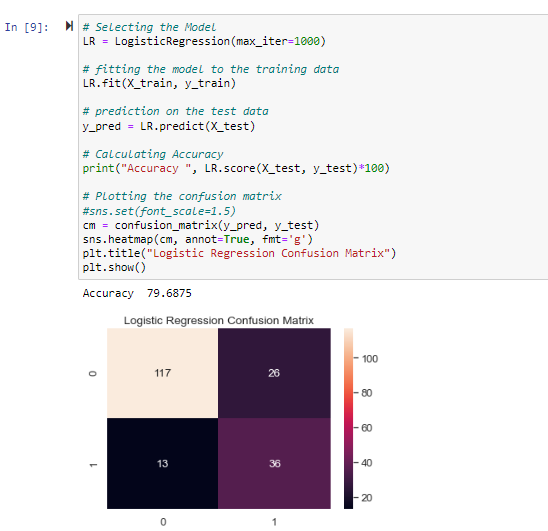 In [9]:
# Selecting the Model
LR = LogisticRegression(max_iter=1000)
# fitting the model to the training data
LR.fit(X_train, y_train)
# prediction on the test data
y_pred = LR.predict(X_test)
# Calculating Accuracy
print("Accuracy ", LR.score(X_test, y_test)*100)
# Plotting the confusion matrix
#sns.set(font_scale=1.5)
cm = confusion_matrix(y_pred, y_test)
sns.heatmap(cm, annot=True, fmt='g')
plt.title("Logistic Regression Confusion Matrix")
plt.show()
Accuracy  79.6875
Logistic Regression Confusion Matrix
0
117
26
1
13
36
0
1
100
80
60
40
20